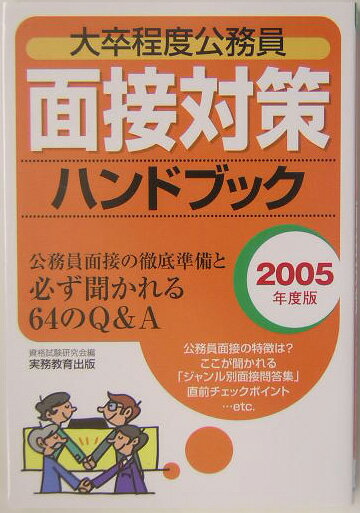 大卒程度公務員
面接対策
ハンドブック
公務員面接の徹底準備と
必ず聞かれる
64のQ&A
2005
年度版
資格試験研究会編
実務教育出版
公務員面接の特徴は?
ここが聞かれる
「ジャンル別面接問答集」
直前チェックポイント
…etc.